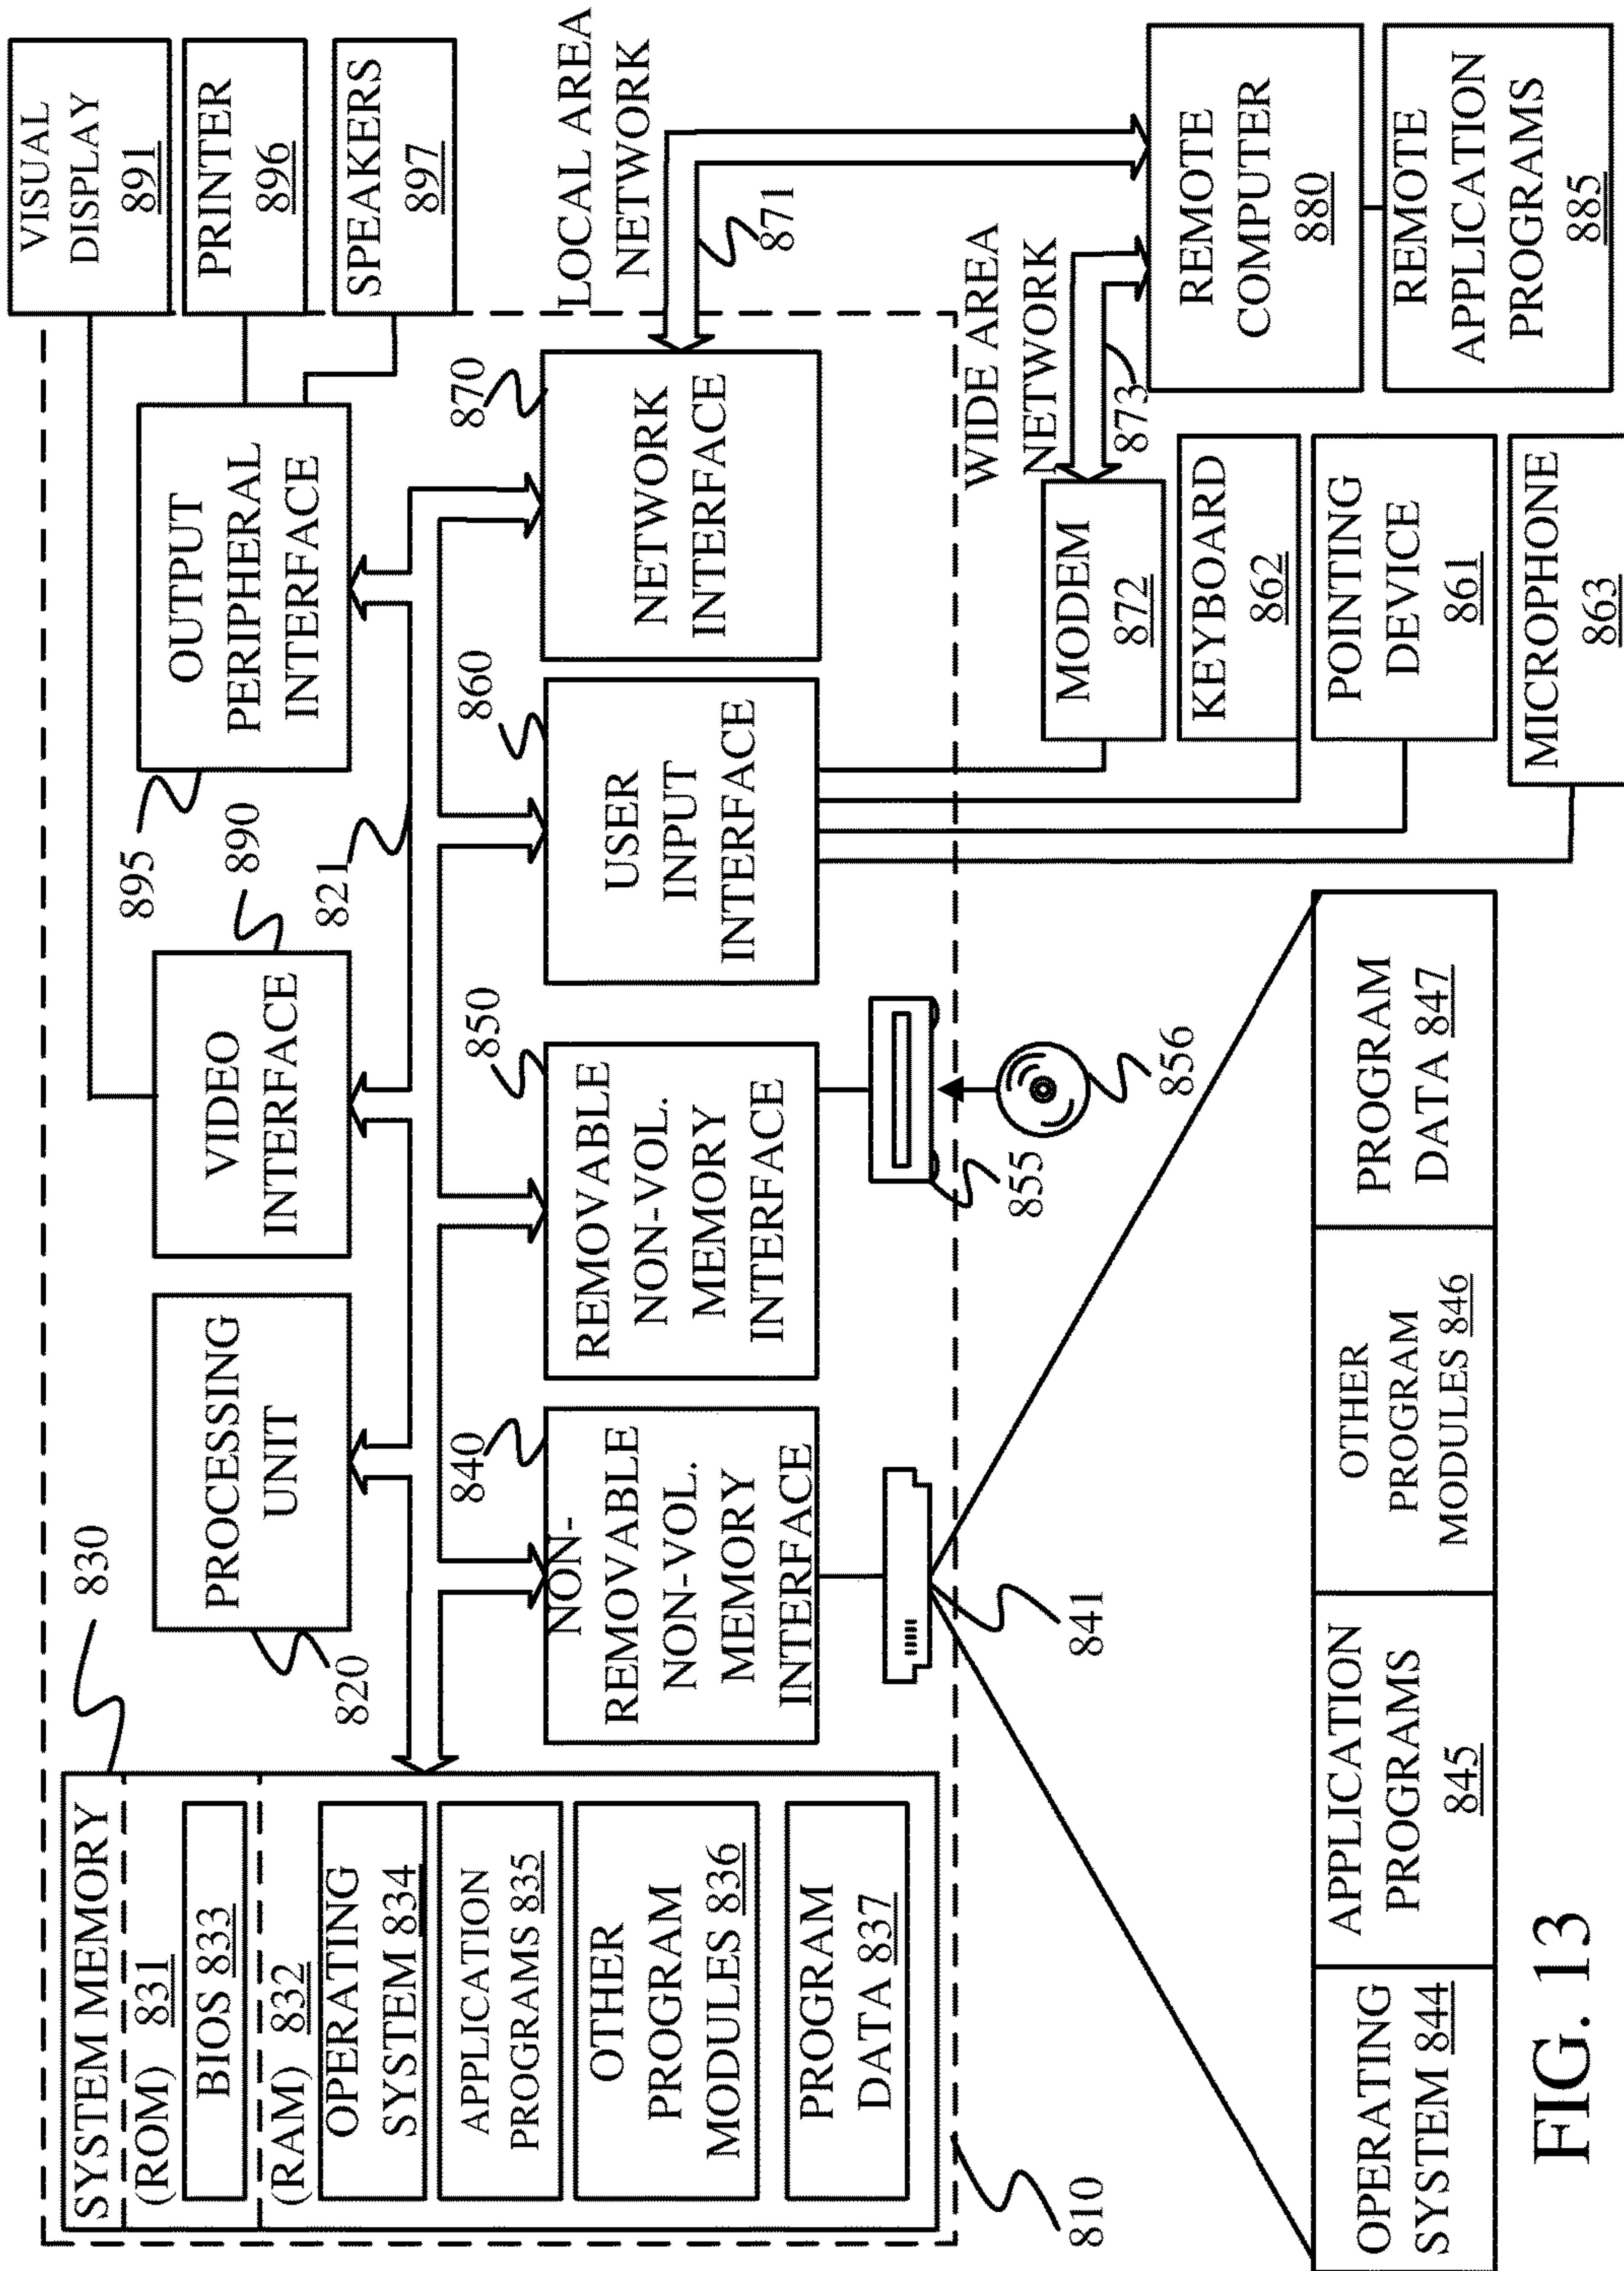 SYSTEM MEMORY
(ROM) 831
BIOS 833
(RAM) 832
OPERATING
SYSTEM 834
APPLICATION
PROGRAMS 835
OTHER
PROGRAM
MODULES 836
PROGRAM
DATA 837
810
830
PROCESSING
UNIT
820
VIDEO
INTERFACE
890
821
OUTPUT
PERIPHERAL
INTERFACE
895
VISUAL
DISPLAY
891
PRINTER
896
SPEAKERS
897
NON-
REMOVABLE
NON-VOL.
MEMORY
INTERFACE
840
REMOVABLE
NON-VOL.
MEMORY
INTERFACE
850
USER
INPUT
INTERFACE
860
NETWORK
INTERFACE
870
LOCAL AREA
NETWORK
871
841
855
856
WIDE AREA
NETWORK
873
MODEM
872
KEYBOARD
862
POINTING
DEVICE
861
MICROPHONE
863
REMOTE
COMPUTER
880
REMOTE
APPLICATION
PROGRAMS
885
OPERATING
SYSTEM 844
APPLICATION
PROGRAMS
845
OTHER
PROGRAM
MODULES 846
PROGRAM
DATA 847
FIG. 13